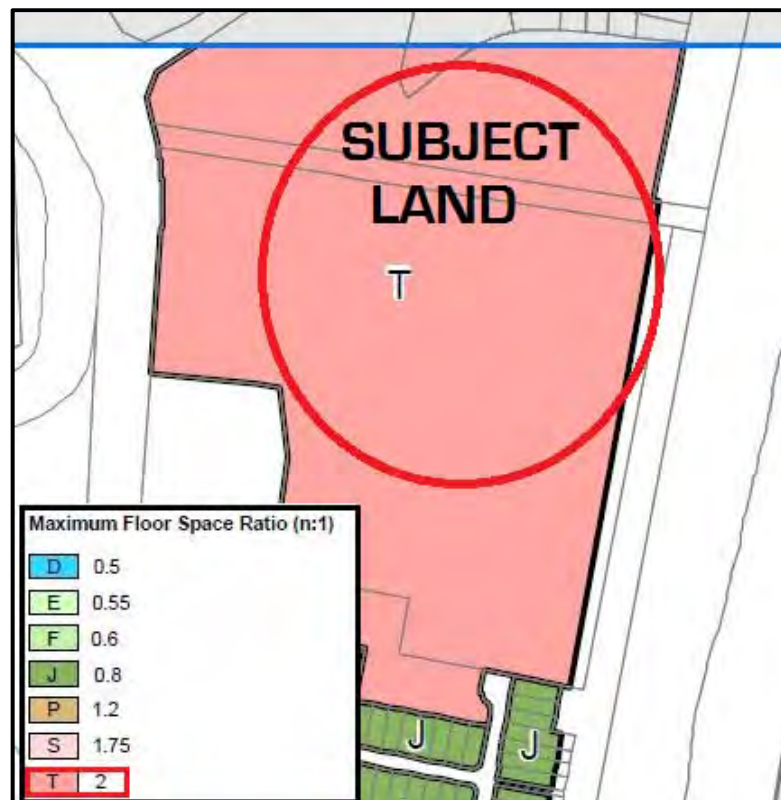 SUBJECT
LAND
T
Maximum Floor Space Ratio (n:1)
D 0.5
E 0.55
F 0.6
J 0.8
P 1.2
S 1.75
T 2
J
J